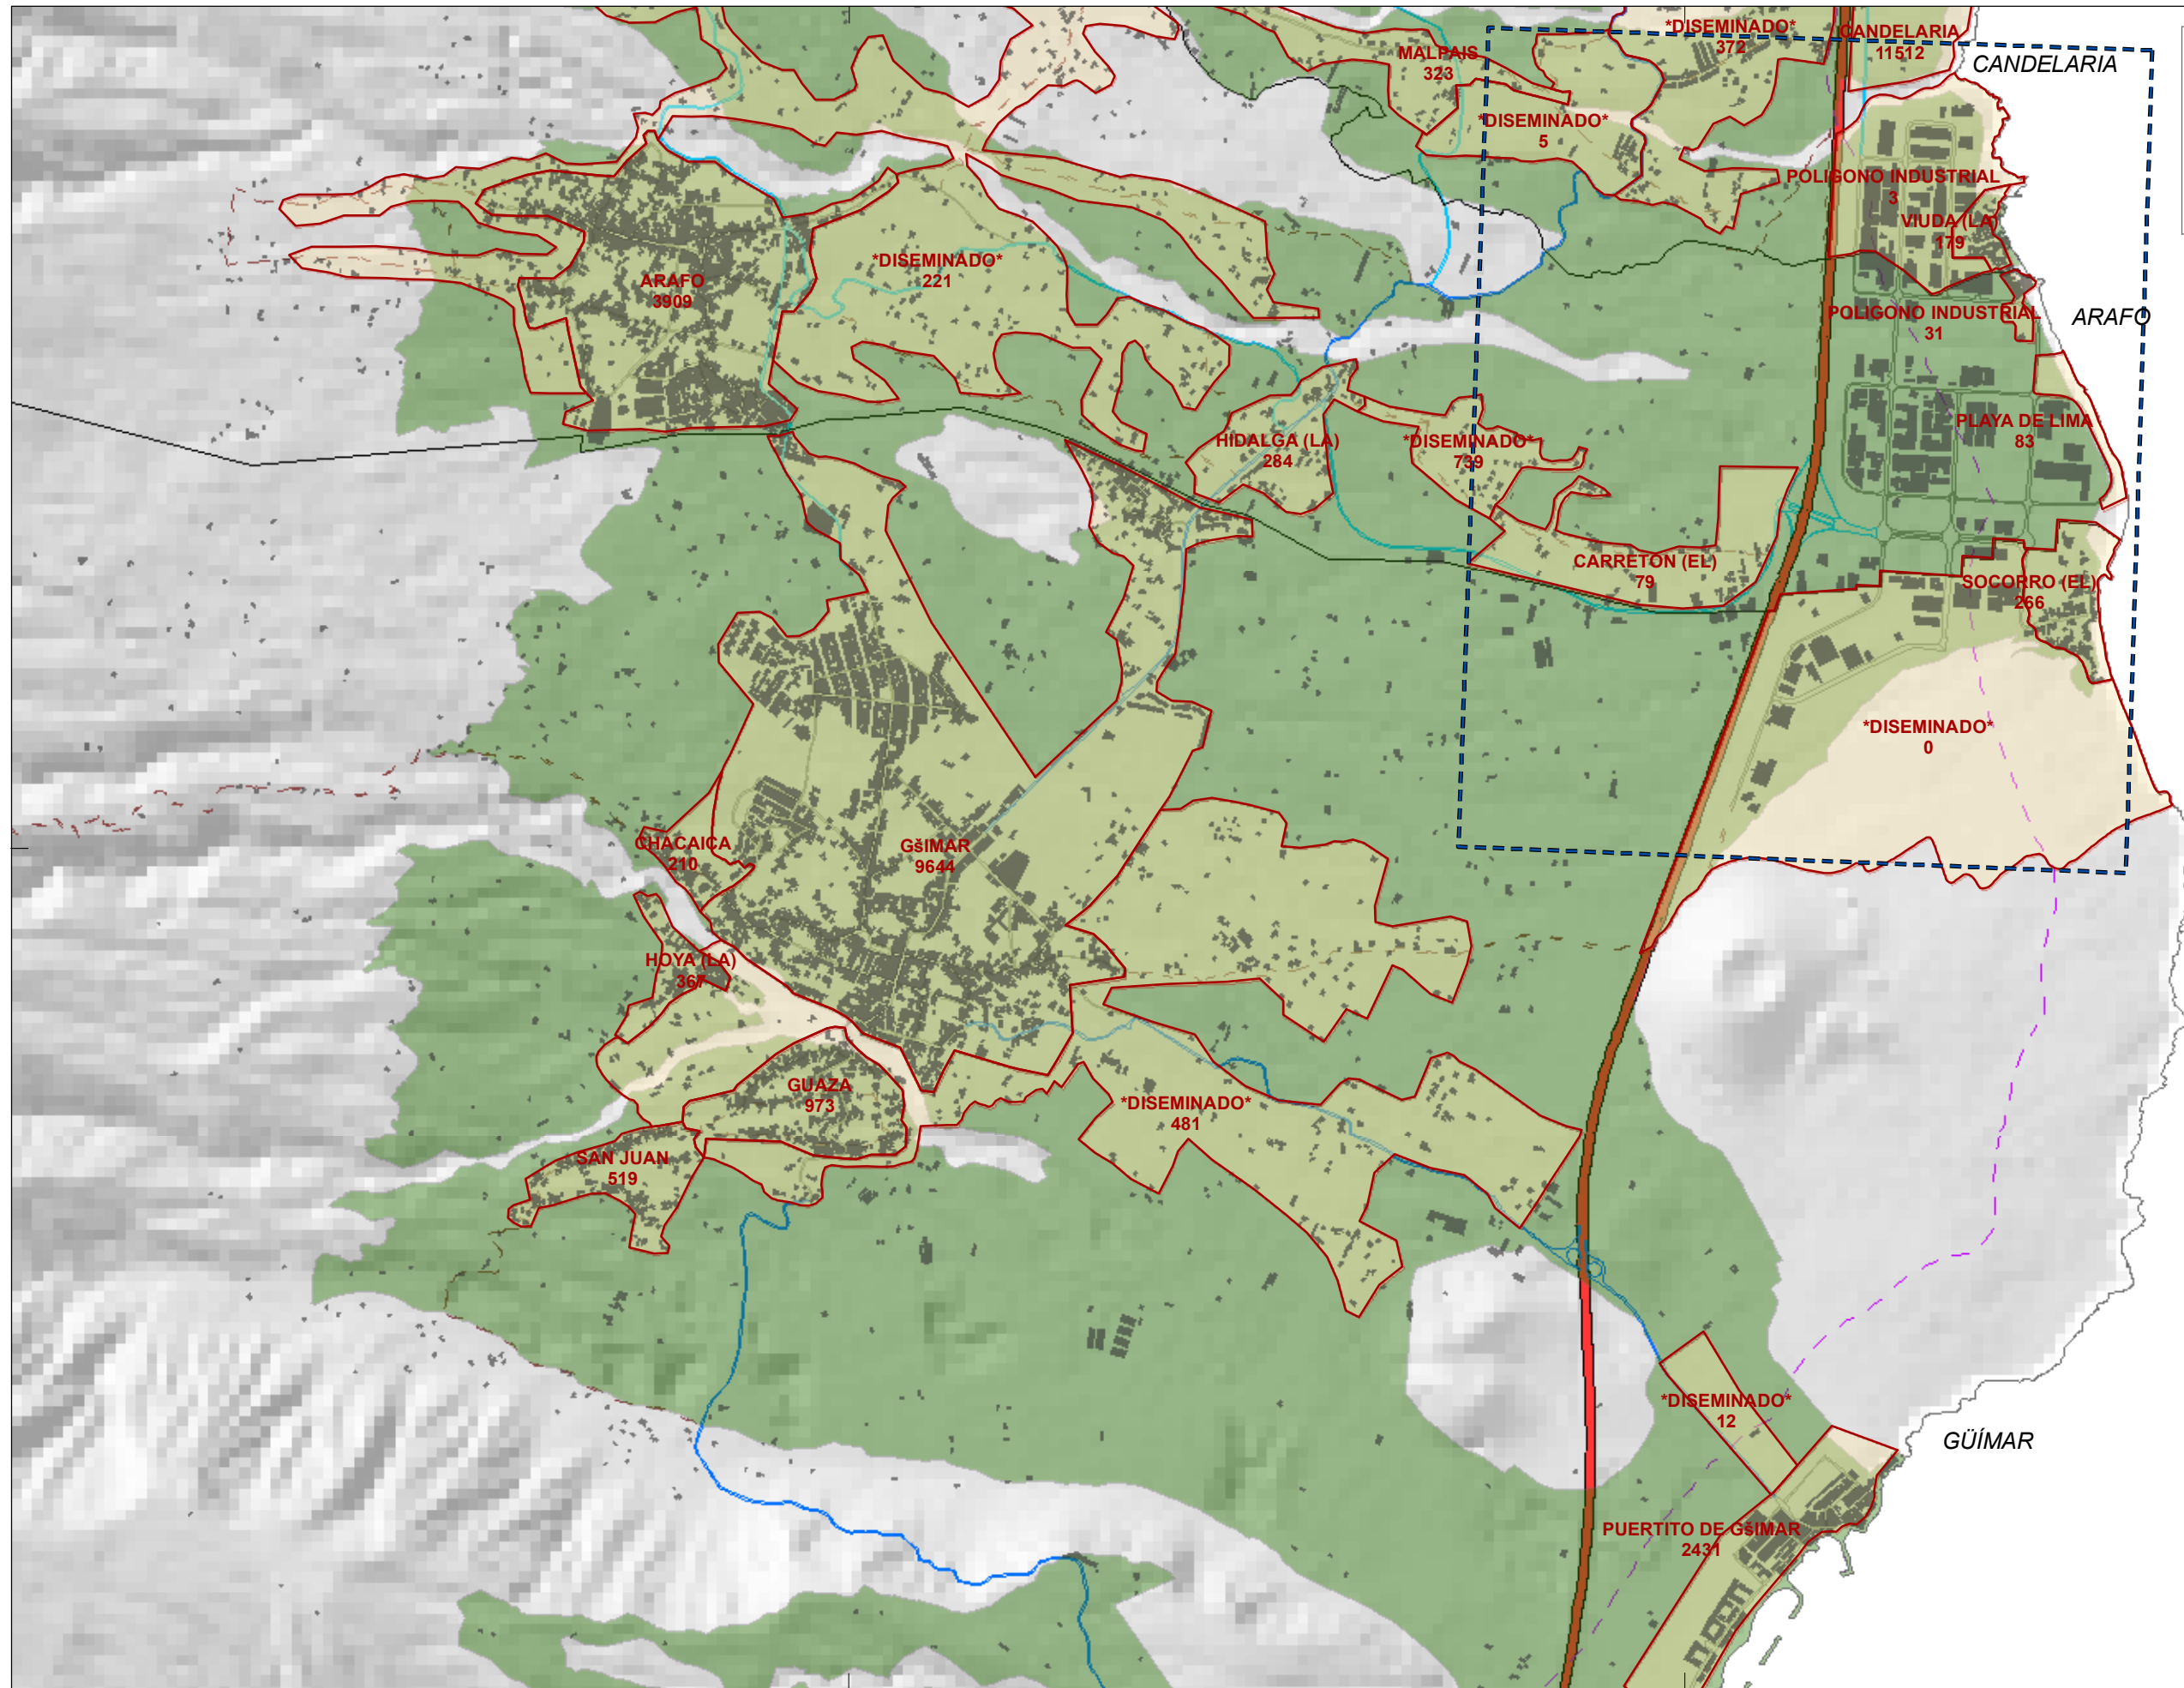 *DISEMINADO*
372
CANDELARIA
11512
CANDELARIA
MALPAIS
323
*DISEMINADO*
5
POLIGONO INDUSTRIAL
3
VIUDA (LA)
179
ARAFO
3909
*DISEMINADO*
221
POLIGONO INDUSTRIAL
31
ARAFO
HIDALGA (LA)
284
*DISEMINADO*
739
PLAYA DE LIMA
83
CARRETON (EL)
79
SOCORRO (EL)
266
*DISEMINADO*
0
CHACAICA
210
GšIMAR
9644
HOYA (LA)
367
GUAZA
973
*DISEMINADO*
481
SAN JUAN
519
*DISEMINADO*
12
GÜÍMAR
PUERTITO DE GšIMAR
2431